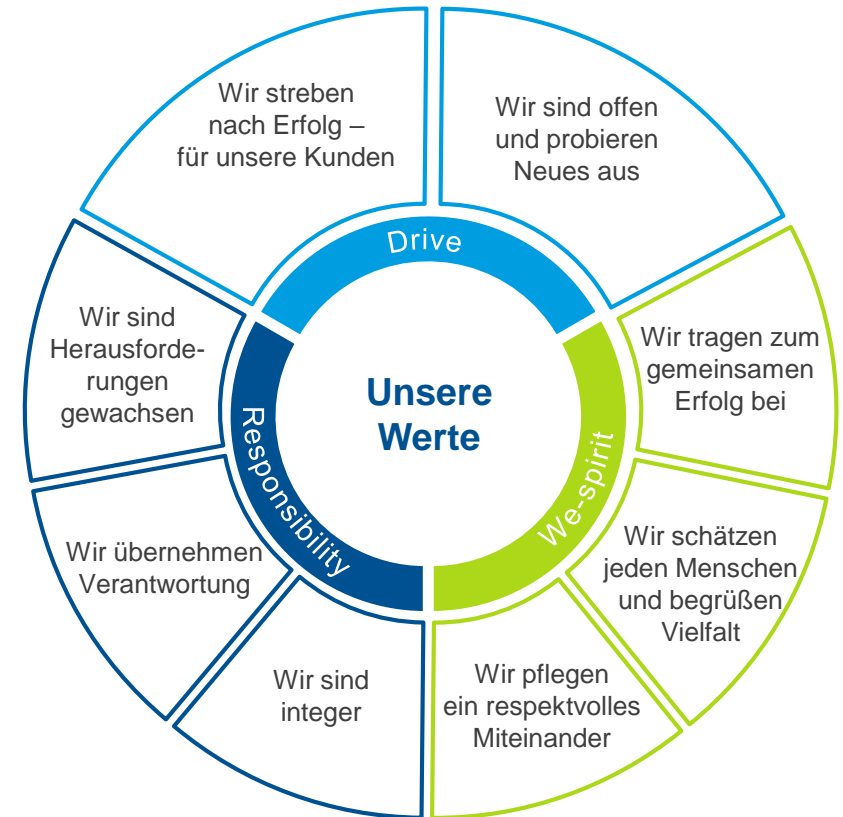 Wir streben
nach Erfolg –
für unsere Kunden
Wir sind offen
und probieren
Neues aus
Drive
Wir sind
Herausforde-
rungen
gewachsen
Wir tragen zum
gemeinsamen
Erfolg bei
Unsere
Werte
Responsibility
We-spirit
Wir übernehmen
Verantwortung
Wir schätzen
jeden Menschen
und begrüßen
Vielfalt
Wir sind
integer
Wir pflegen
ein respektvolles
Miteinander